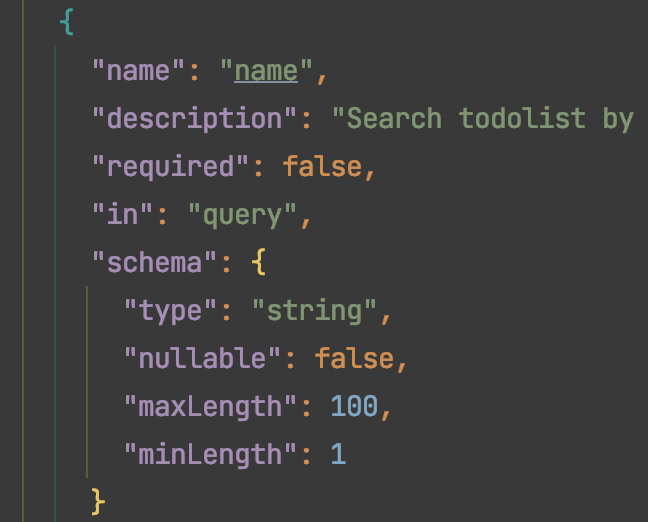 {
"name": "name",
"description": "Search todolist by
"required": false,
"in": "query",
"schema": {
"type": "string",
"nullable": false,
"maxLength": 100,
"minLength": 1
}